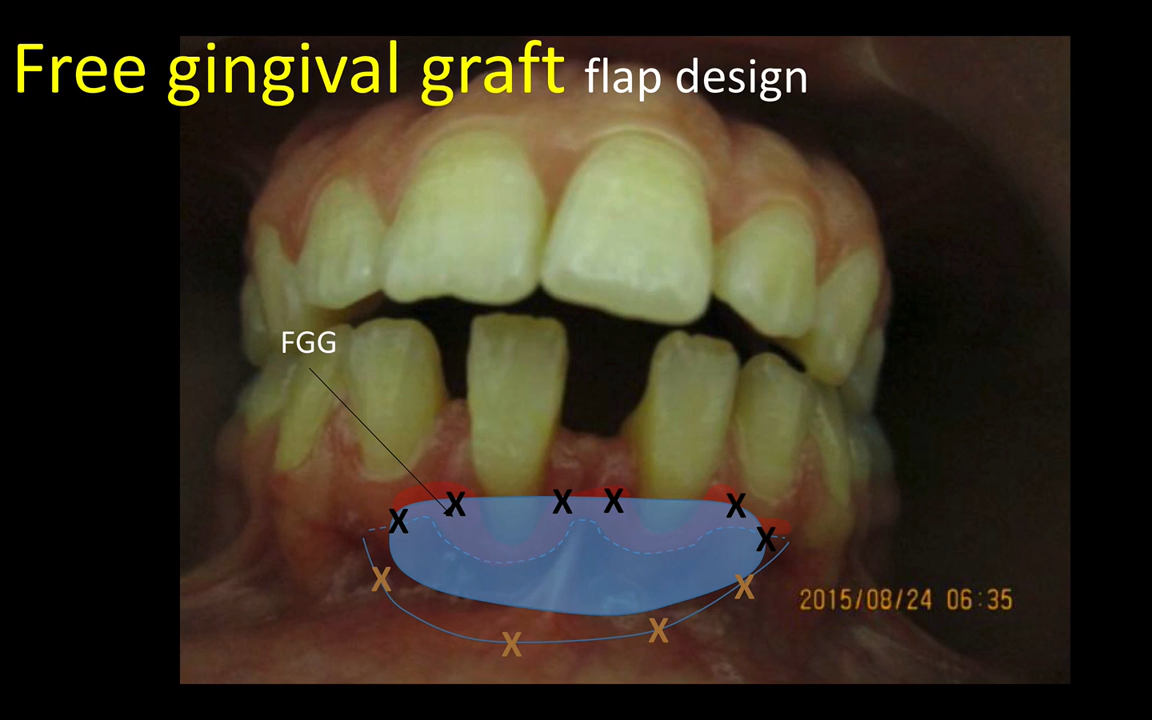 Free gingival graft flap design
FGG
X X X X
X X
X X
X X
2015/08/24 06:35